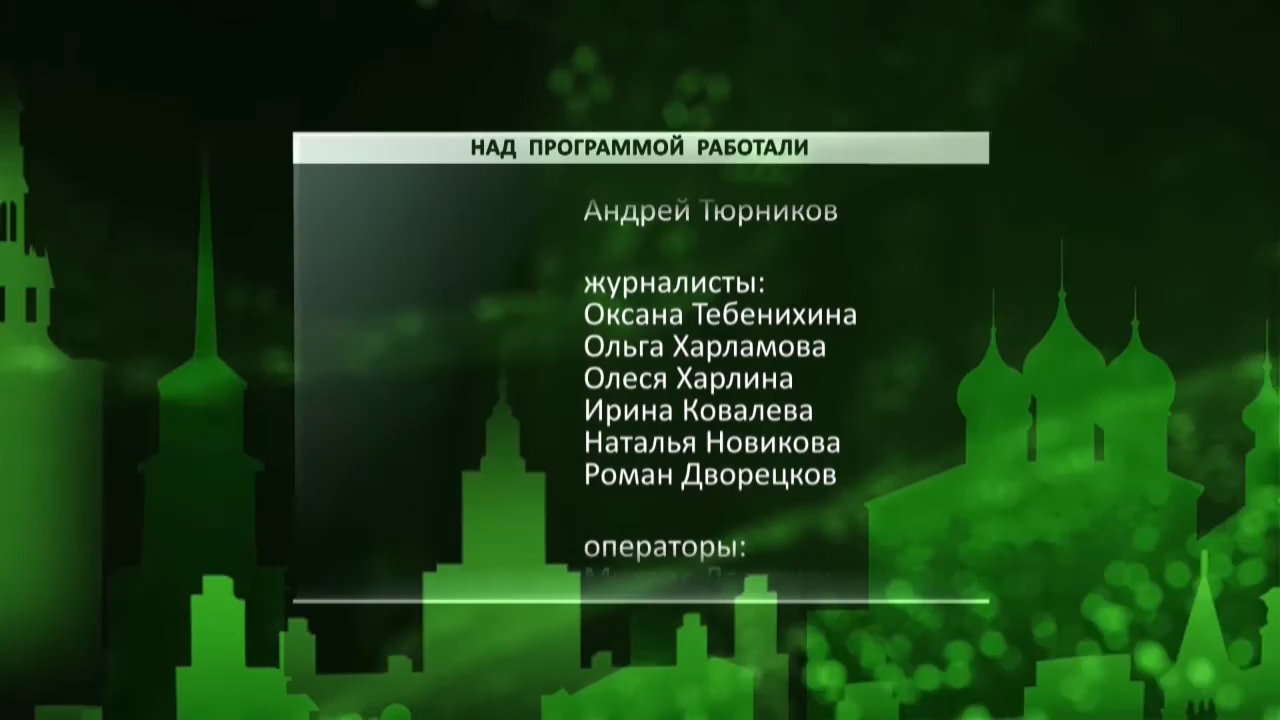 НАД ПРОГРАММОЙ РАБОТАЛИ
Андрей Тюрников
журналисты:
Оксана Тебенихина
Ольга Харламова
Олеся Харлина
Ирина Ковалева
Наталья Новикова
Роман Дворецков
операторы: